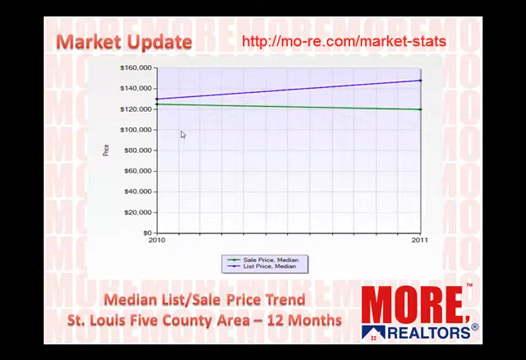 Market Update
http://mo-re.com/market-stats
$160,000
$140,000
$120,000
$100,000
$80,000
$60,000
$40,000
$20,000
$0
Price
2010
2011
Sale Price, Median
List Price, Median
Median List/Sale Price Trend
St. Louis Five County Area – 12 Months
MORE,™
REALTORS®